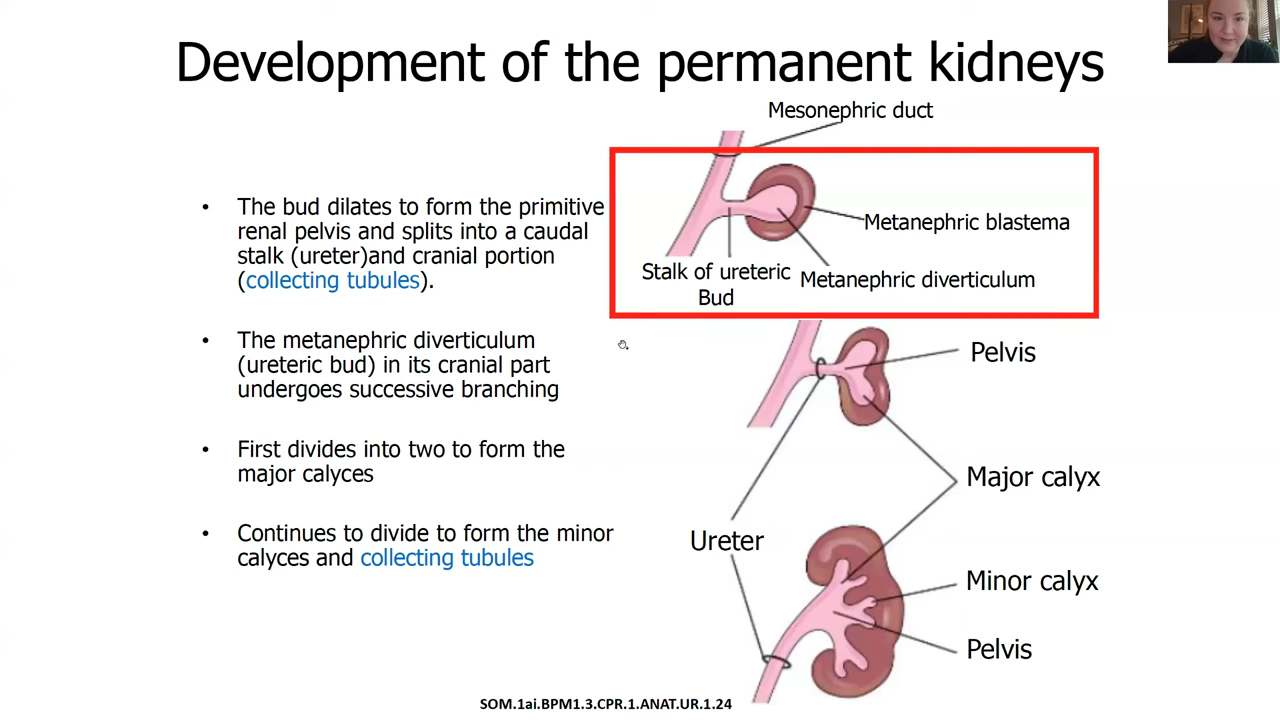 Development of the permanent kidneys
Mesonephric duct
• The bud dilates to form the primitive
renal pelvis and splits into a caudal
stalk (ureter)and cranial portion
(collecting tubules).
Metanephric blastema
Stalk of ureteric
Bud
Metanephric diverticulum
• The metanephric diverticulum
(ureteric bud) in its cranial part
undergoes successive branching
Pelvis
• First divides into two to form the
major calyces
Major calyx
• Continues to divide to form the minor
calyces and collecting tubules
Ureter
Minor calyx
Pelvis
SOM.1ai.BPM1.3.CPR.1.ANAT.UR.1.24